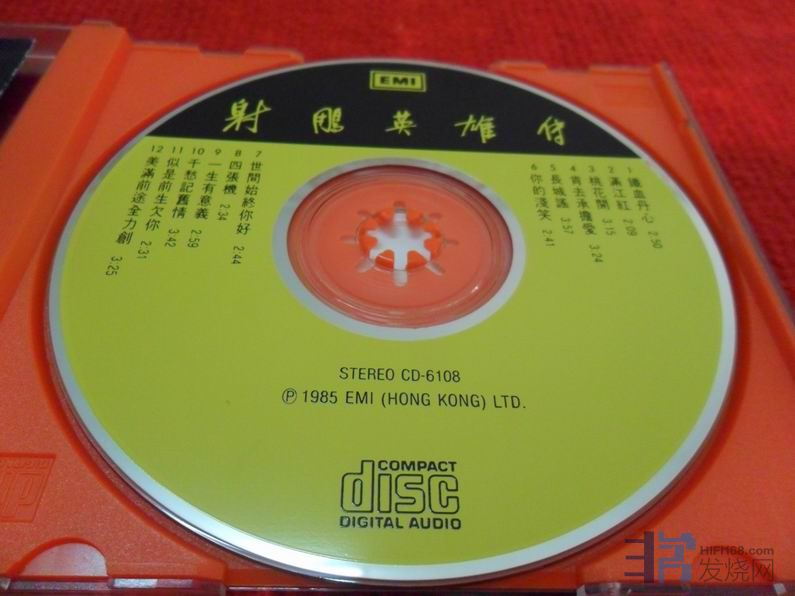 EMI
射鵰英雄傳
1 鐵血丹心 2.50
2 滿江紅 2.09
3 桃花開 3.15
4 肯去承擔愛 3.24
5 長城謠 3.57
6 你的淺笑 2.41
7 世間始終你好 2.44
8 四張機 2.34
9 一生有意義 2.59
10 千愁記舊情 3.42
11 似是前生欠你 2.31
12 美滿前途全力創 3.25
STEREO CD-6108
Ⓟ 1985 EMI (HONG KONG) LTD.
COMPACT
disc
DIGITAL AUDIO
HIFI168.com
发烧网